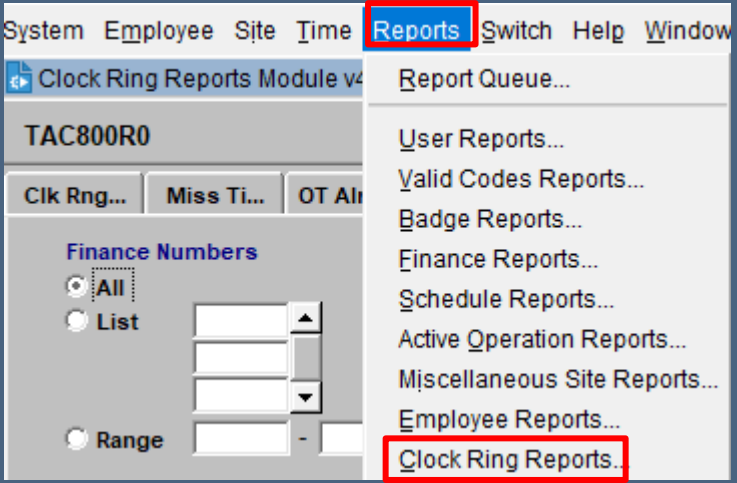 System Employee Site Time Reports Switch Help Window
Clock Ring Reports Module v4
Report Queue...
TAC800R0
User Reports...
Clk Rng... Miss Ti... OT Alr
Valid Codes Reports...
Badge Reports...
Finance Numbers
Finance Reports...
All
Schedule Reports...
List
Active Operation Reports...
Miscellaneous Site Reports...
Employee Reports...
Range -
Clock Ring Reports...